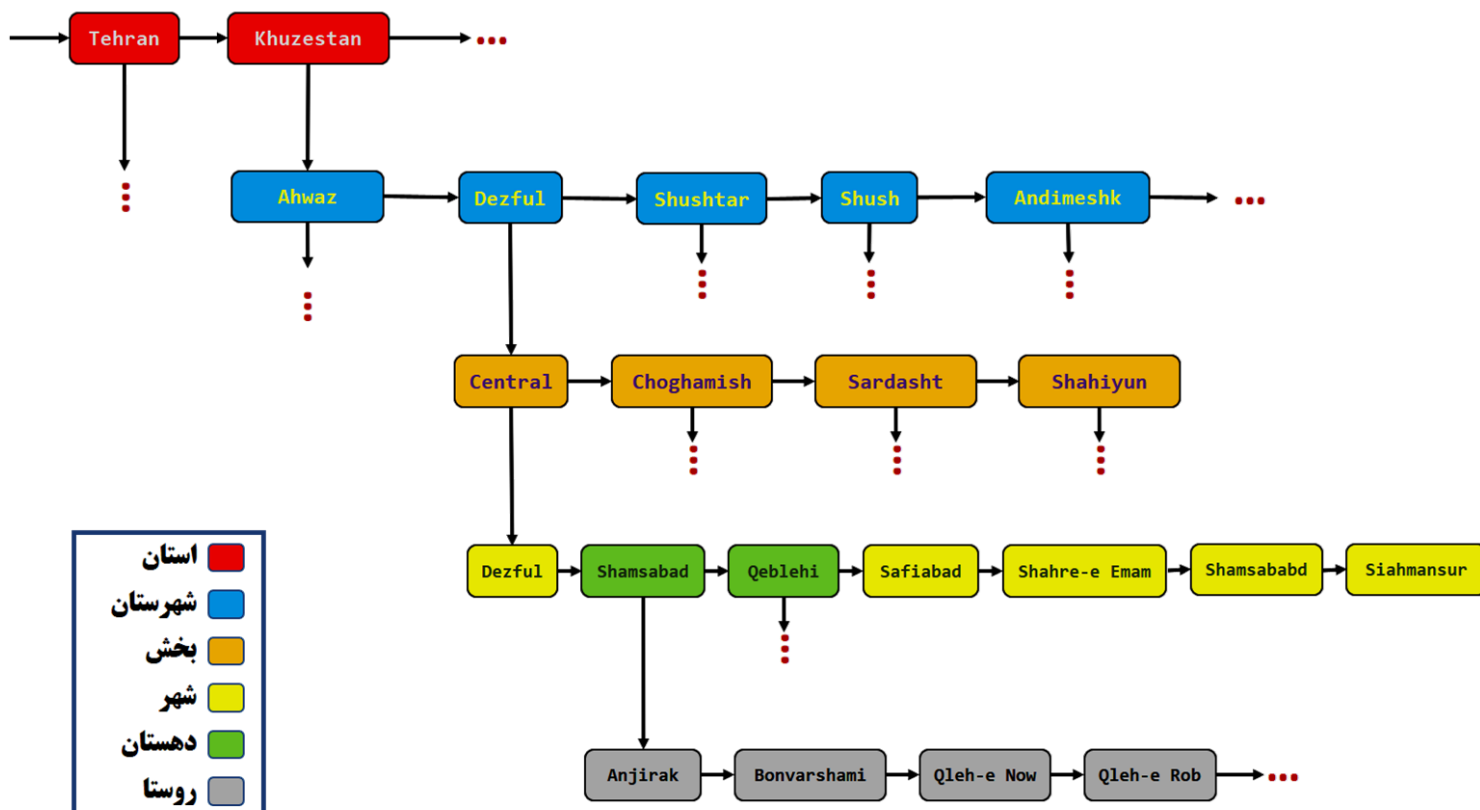 Tehran Khuzestan ...
Ahwaz Dezful Shushtar Shush Andimeshk ...
Central Choghamish Sardasht Shahiyun
Dezful Shamsabad Qeblehi Safiabad Shahre-e Emam Shamsababd Siahmansur
Anjirak Bonvarshami Qleh-e Now Qleh-e Rob ...
استان
شهرستان
بخش
شهر
دهستان
روستا